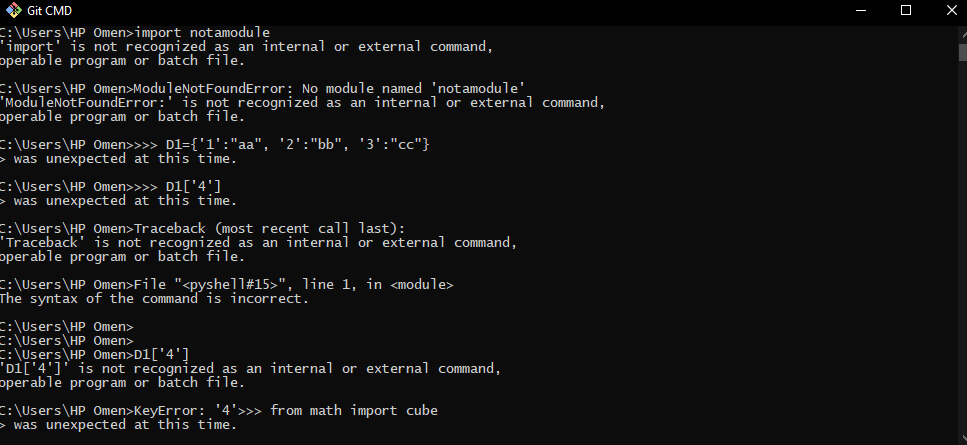 Git CMD
C:\Users\HP Omen>import notamodule
'import' is not recognized as an internal or external command,
operable program or batch file.
C:\Users\HP Omen>ModuleNotFoundError: No module named 'notamodule'
'ModuleNotFoundError:' is not recognized as an internal or external command,
operable program or batch file.
C:\Users\HP Omen>>>> D1={'1':"aa", '2':"bb", '3':"cc"}
> was unexpected at this time.
C:\Users\HP Omen>>>> D1['4']
> was unexpected at this time.
C:\Users\HP Omen>Traceback (most recent call last):
'Traceback' is not recognized as an internal or external command,
operable program or batch file.
C:\Users\HP Omen>File "<pyshell#15>", line 1, in <module>
The syntax of the command is incorrect.
C:\Users\HP Omen>
C:\Users\HP Omen>
C:\Users\HP Omen>D1['4']
'D1['4']' is not recognized as an internal or external command,
operable program or batch file.
C:\Users\HP Omen>KeyError: '4'>>> from math import cube
> was unexpected at this time.